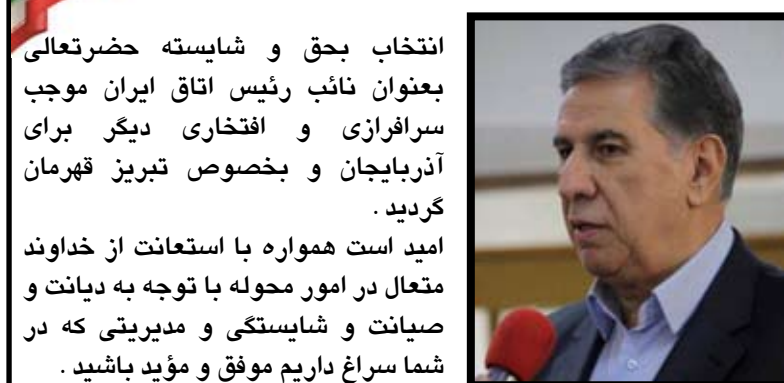 انتخاب بحق و شایسته حضرتعالی
بعنوان نائب رئیس اتاق ایران موجب
سرافرازی و افتخاری دیگر برای
آذربایجان و بخصوص تبریز قهرمان
گردید .
امید است همواره با استعانت از خداوند
متعال در امور محوله با توجه به دیانت و
صیانت و شایستگی و مدیریتی که در
شما سراغ داریم موفق و مؤید باشید .